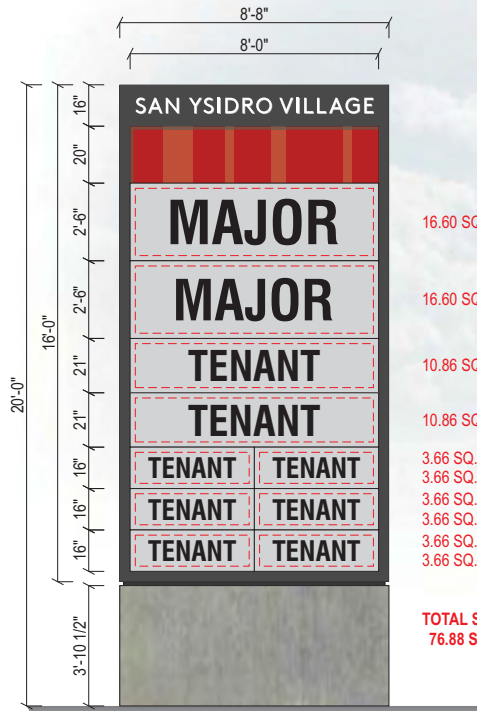 8'-8"
8'-0"
SAN YSIDRO VILLAGE
16"
20"
2'-6"
MAJOR
16.60 SQ
2'-6"
MAJOR
16.60 SQ
16'-0"
20'-0"
21"
TENANT
10.86 SQ
21"
TENANT
10.86 SQ
16"
TENANT TENANT
3.66 SQ.
3.66 SQ.
16"
TENANT TENANT
3.66 SQ.
3.66 SQ.
16"
TENANT TENANT
3.66 SQ.
3.66 SQ.
3'-10 1/2"
TOTAL S
76.88 S